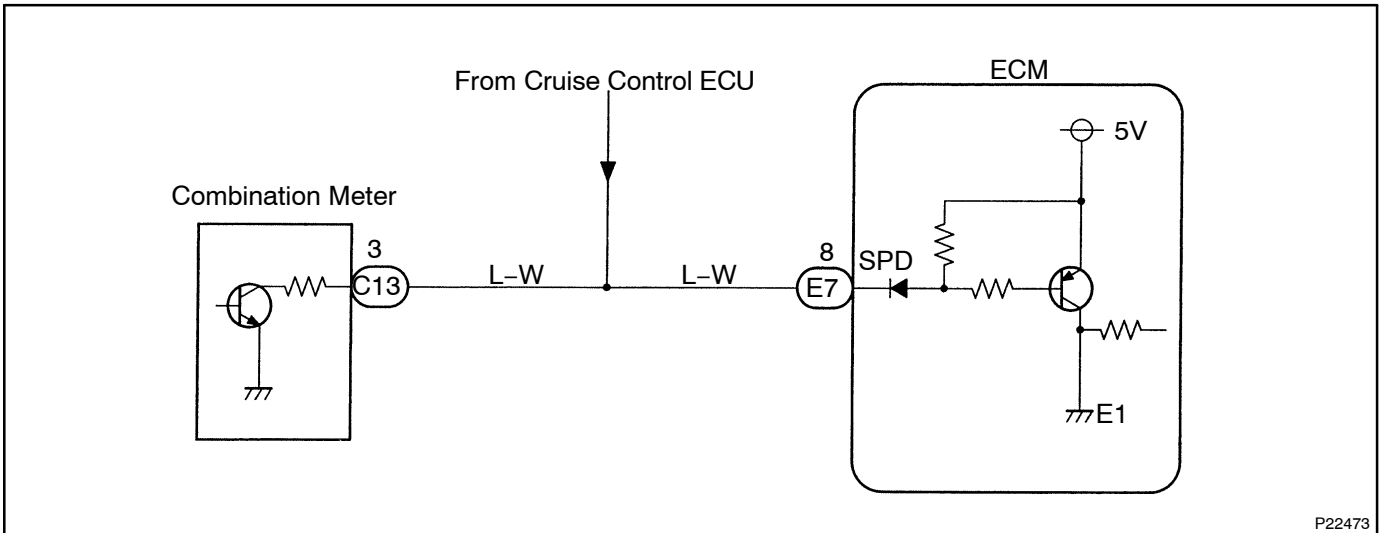 From Cruise Control ECU
ECM
5V
Combination Meter
3
C13
L–W
L–W
8
E7
SPD
E1
P22473